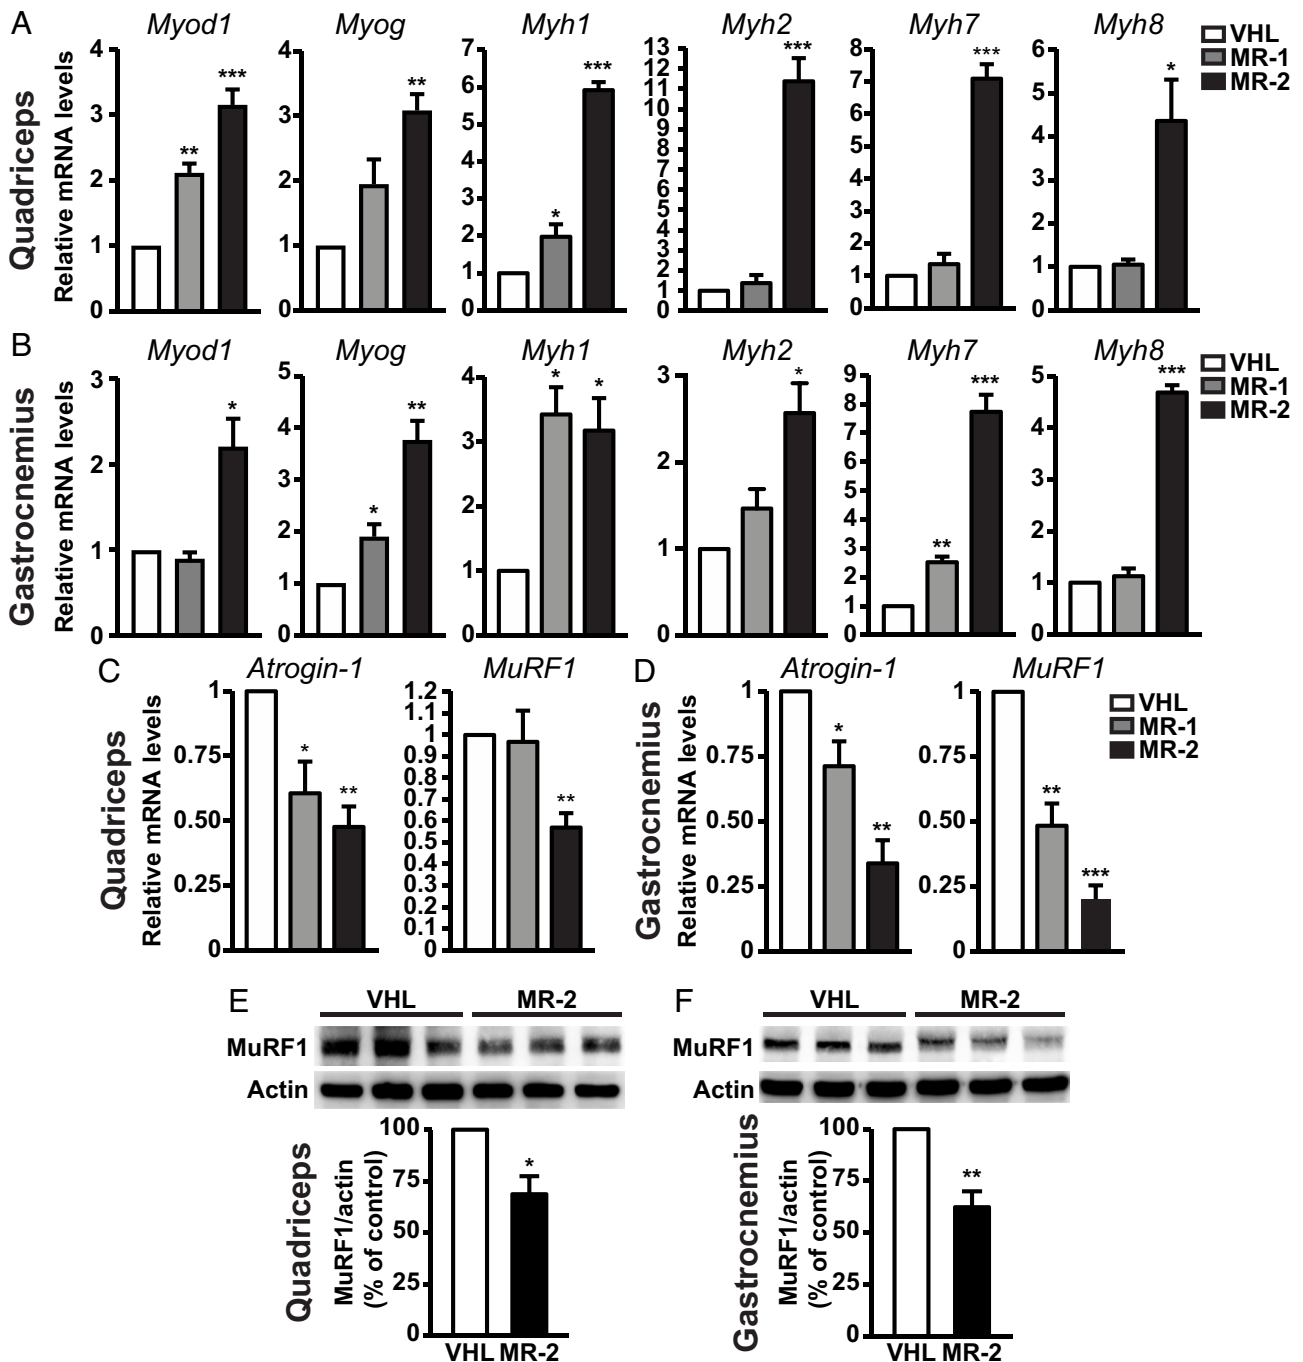 A
Myod1 Myog Myh1 Myh2 Myh7 Myh8
VHL
MR-1
MR-2
Quadriceps
Relative mRNA levels
4 3 2 1 0
** ***
4 3 2 1 0
**
7 6 5 4 3 2 1 0
* ***
13 12 11 10 9 8 7 6 5 4 3 2 1 0
***
8 7 6 5 4 3 2 1 0
***
6 5 4 3 2 1 0
*
B
Myod1 Myog Myh1 Myh2 Myh7 Myh8
VHL
MR-1
MR-2
Gastrocnemius
Relative mRNA levels
3 2 1 0
*
5 4 3 2 1 0
* **
4 3 2 1 0
* *
3 2 1 0
*
9 8 7 6 5 4 3 2 1 0
** ***
5 4 3 2 1 0
***
C
Atrogin-1 MuRF1
Quadriceps
Relative mRNA levels
1 0.75 0.50 0.25 0
* **
1.2 1 0.9 0.8 0.7 0.6 0.5 0.4 0.3 0.2 0.1 0
**
D
Atrogin-1 MuRF1
VHL
MR-1
MR-2
Gastrocnemius
Relative mRNA levels
1 0.75 0.50 0.25 0
* **
1 0.75 0.50 0.25 0
** ***
E
VHL MR-2
MuRF1
Actin
Quadriceps
MuRF1/actin
(% of control)
100 75 50 25 0
*
VHL MR-2
F
VHL MR-2
MuRF1
Actin
Gastrocnemius
MuRF1/actin
(% of control)
100 75 50 25 0
**
VHL MR-2